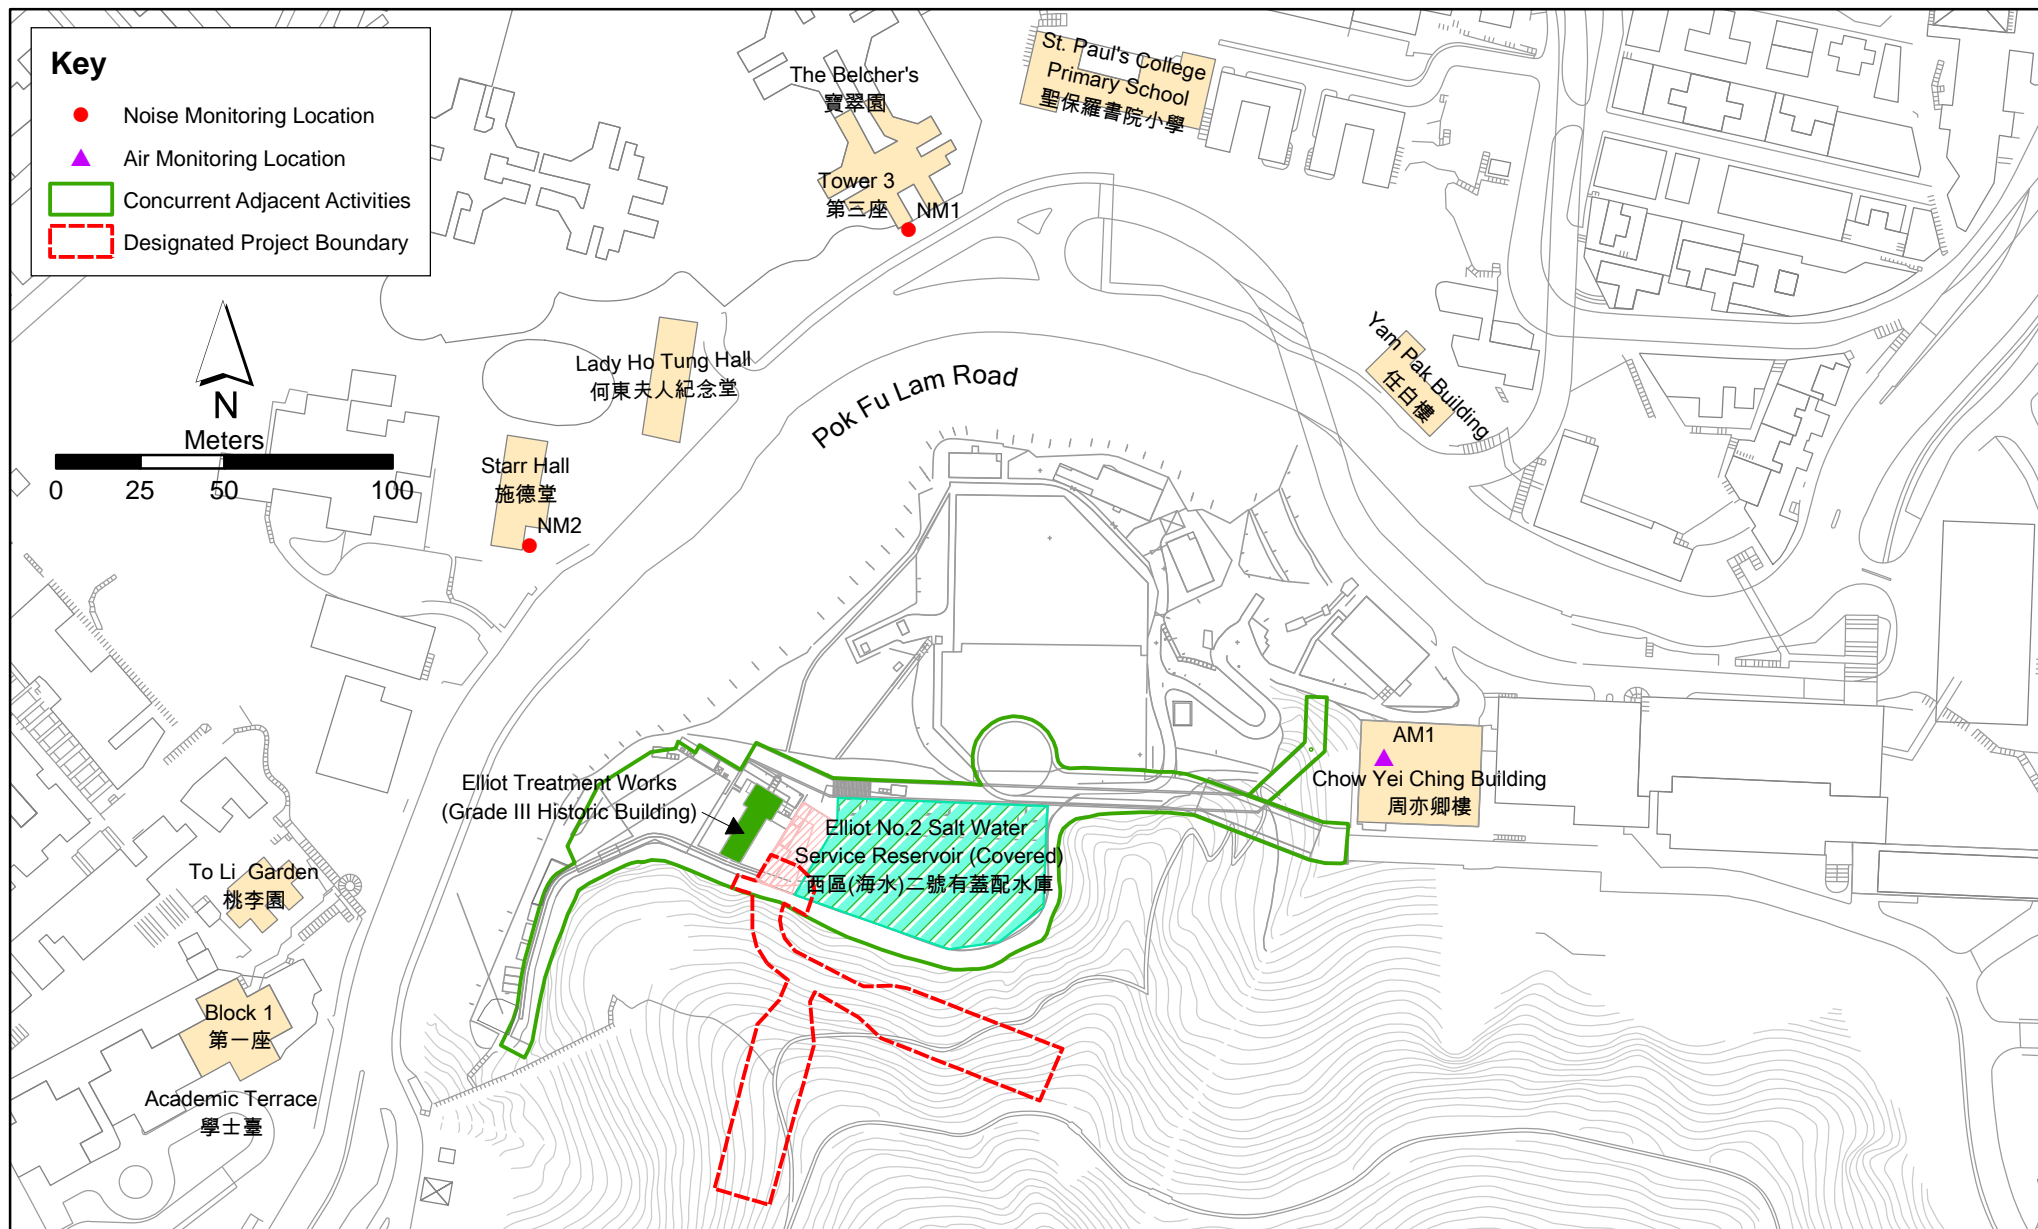 Key
Noise Monitoring Location
Air Monitoring Location
Concurrent Adjacent Activities
Designated Project Boundary
N
Meters
0 25 50 100
The Belcher's
寶翠園
Tower 3
第三座
NM1
St. Paul's College
Primary School
聖保羅書院小學
Lady Ho Tung Hall
何東夫人紀念堂
Pok Fu Lam Road
Yam Pak Building
任白樓
Starr Hall
施德堂
NM2
Elliot Treatment Works
(Grade III Historic Building)
Elliot No.2 Salt Water
Service Reservoir (Covered)
西區(海水)二號有蓋配水庫
AM1
Chow Yei Ching Building
周亦卿樓
To Li Garden
桃李園
Block 1
第一座
Academic Terrace
學士臺